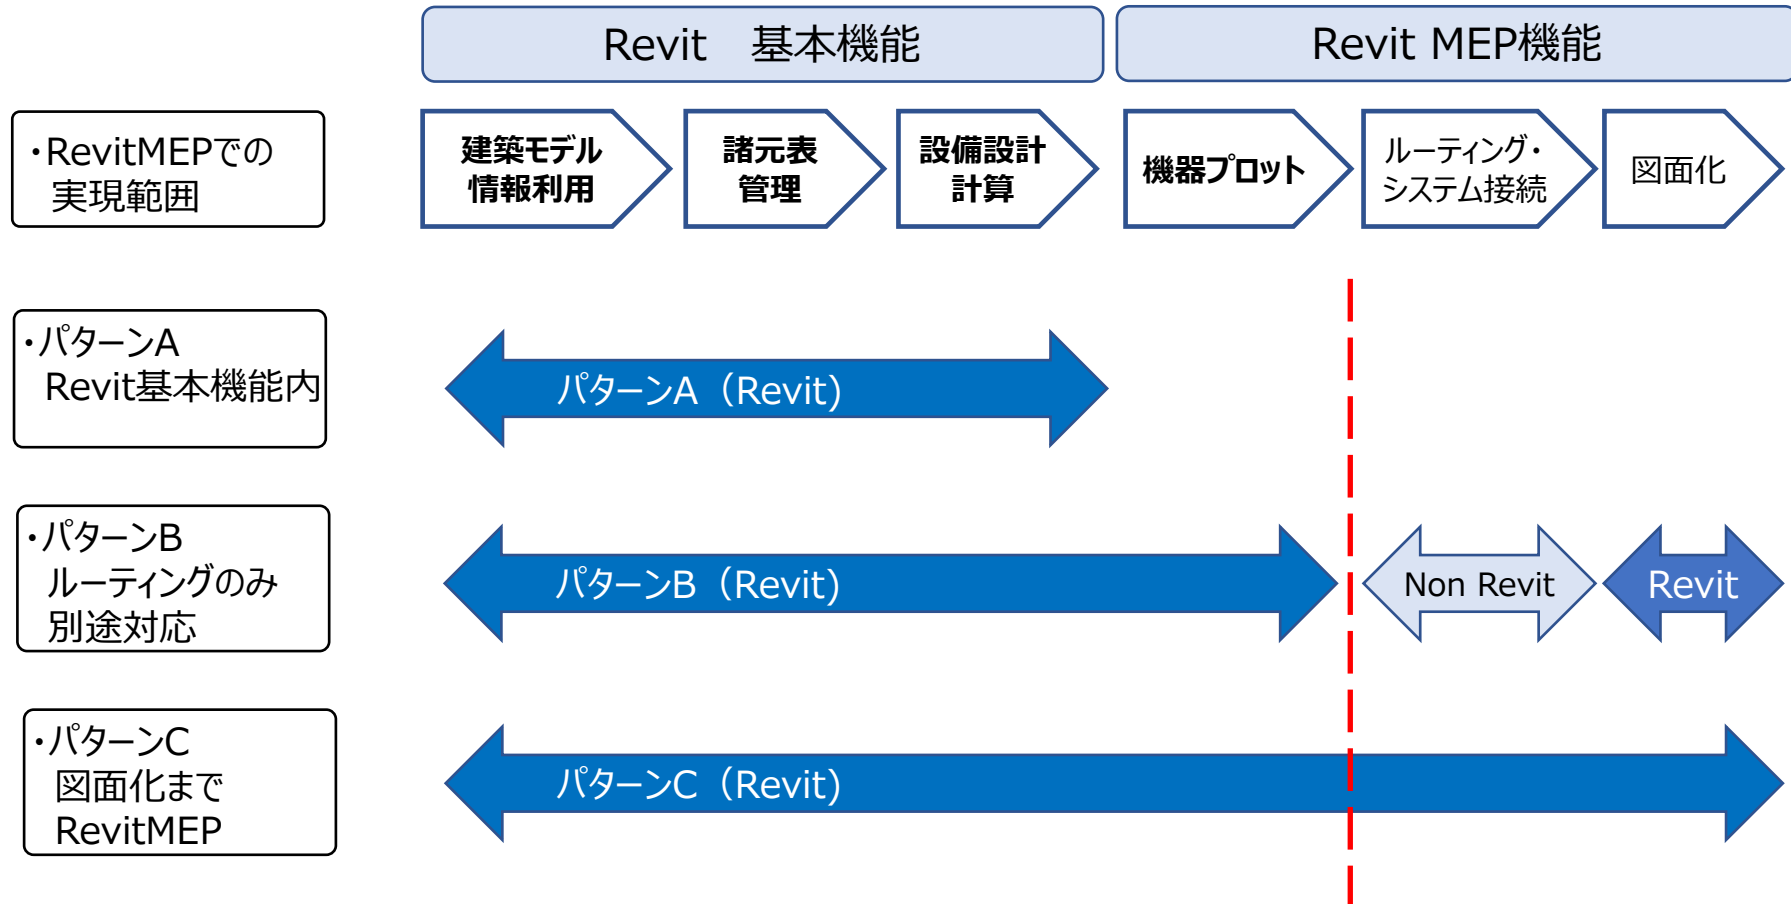 Revit　基本機能
Revit MEP機能
・RevitMEPでの
実現範囲
建築モデル
情報利用
諸元表
管理
設備設計
計算
機器プロット
ルーティング・
システム接続
図面化
・パターンA
Revit基本機能内
パターンA（Revit)
・パターンB
ルーティングのみ
別途対応
パターンB（Revit)
Non Revit
Revit
・パターンC
図面化まで
RevitMEP
パターンC（Revit)